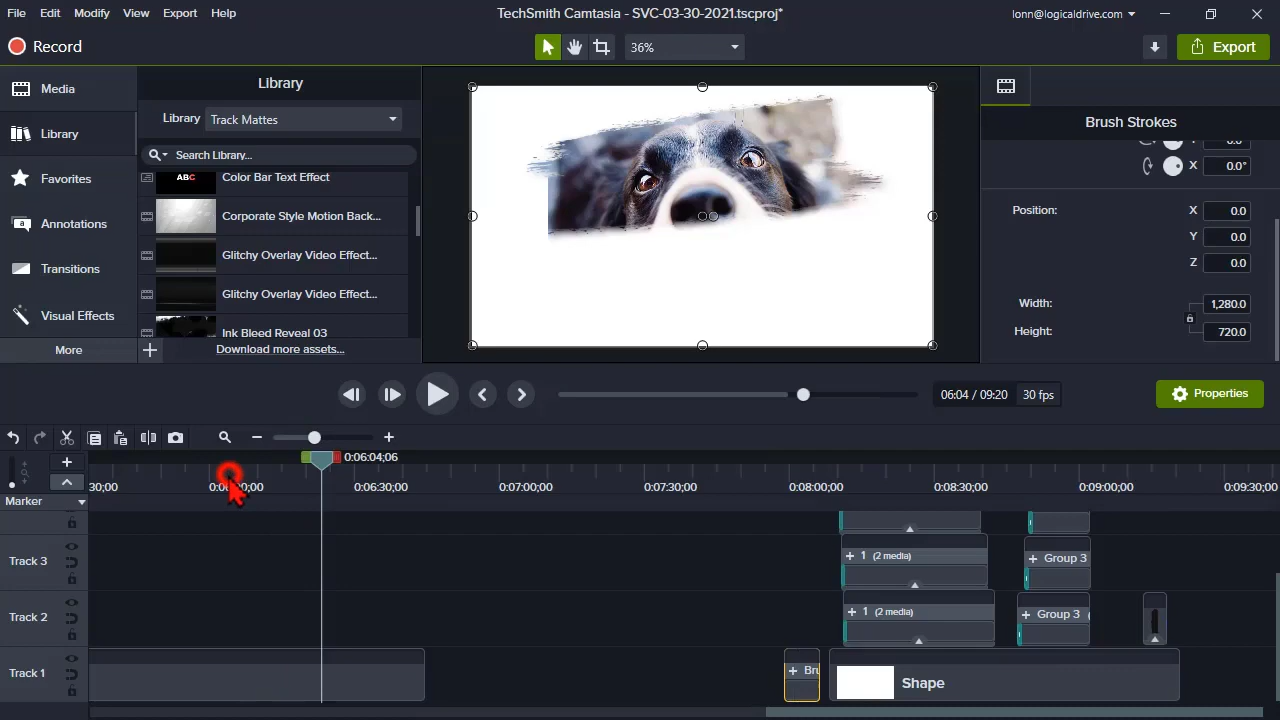 File Edit Modify View Export Help
TechSmith Camtasia - SVC-03-30-2021.tscproj*
lonn@logicaldrive.com
Record
36%
Export
Media
Library
Favorites
Annotations
Transitions
Visual Effects
More
Library
Library Track Mattes
Search Library...
ABC Color Bar Text Effect
Corporate Style Motion Back...
Glitchy Overlay Video Effect...
Glitchy Overlay Video Effect...
Ink Bleed Reveal 03
Download more assets...
Brush Strokes
X 0.0°
Position: X 0.0
Y 0.0
Z 0.0
Width: 1,280.0
Height: 720.0
06:04 / 09:20 30 fps
Properties
0:06:04;06
30;00 0:06:30;00 0:07:00;00 0:07:30;00 0:08:00;00 0:08:30;00 0:09:00;00 0:09:30;00
Marker
Track 3
+ 1 (2 media)
+ Group 3
Track 2
+ 1 (2 media)
+ Group 3
Track 1
+ Bru
Shape